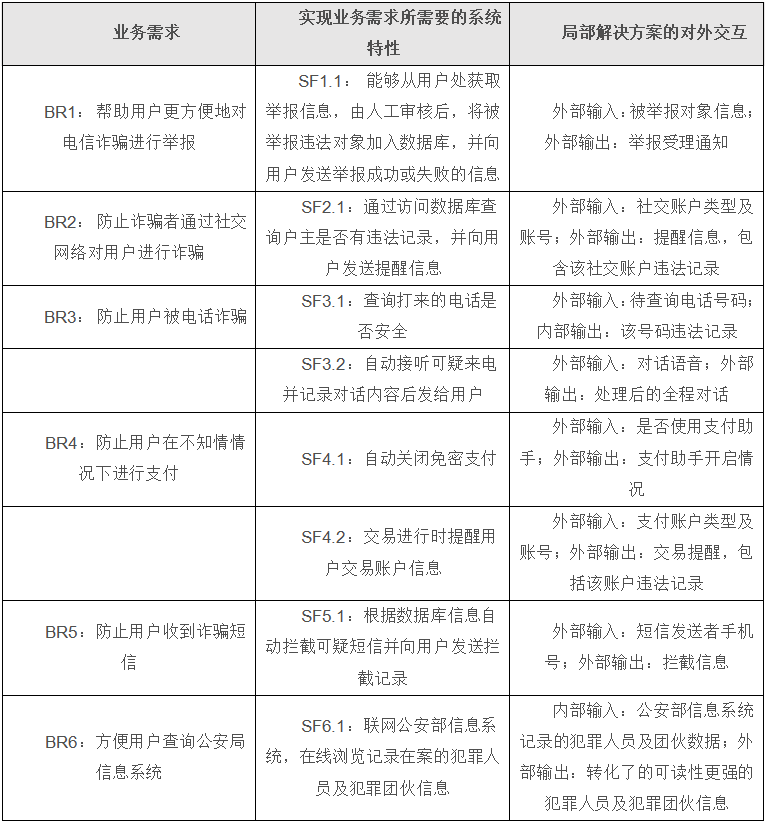 业务需求
实现业务需求所需要的系统
特性
局部解决方案的对外交互
BR1：帮助用户更方便地对
电信诈骗进行举报
SF1.1： 能够从用户处获取
举报信息，由人工审核后，将被
举报违法对象加入数据库，并向
用户发送举报成功或失败的信息
外部输入：被举报对象信息；
外部输出：举报受理通知
BR2： 防止诈骗者通过社交
网络对用户进行诈骗
SF2.1：通过访问数据库查
询户主是否有违法记录，并向用
户发送提醒信息
外部输入：社交账户类型及
账号；外部输出：提醒信息，包
含该社交账户违法记录
BR3： 防止用户被电话诈骗
SF3.1：查询打来的电话是
否安全
外部输入：待查询电话号码；
内部输出：该号码违法记录
SF3.2：自动接听可疑来电
并记录对话内容后发给用户
外部输入：对话语音；外部
输出：处理后的全程对话
BR4：防止用户在不知情情
况下进行支付
SF4.1：自动关闭免密支付
外部输入：是否使用支付助
手；外部输出：支付助手开启情
况
SF4.2：交易进行时提醒用
户交易账户信息
外部输入：支付账户类型及
账号；外部输出：交易提醒，包
括该账户违法记录
BR5：防止用户收到诈骗短
信
SF5.1：根据数据库信息自
动拦截可疑短信并向用户发送拦
截记录
外部输入：短信发送者手机
号；外部输出：拦截信息
BR6：方便用户查询公安局
信息系统
SF6.1：联网公安部信息系
统，在线浏览记录在案的犯罪人
员及犯罪团伙信息
内部输入：公安部信息系统
记录的犯罪人员及团伙数据；外
部输出：转化了的可读性更强的
犯罪人员及犯罪团伙信息